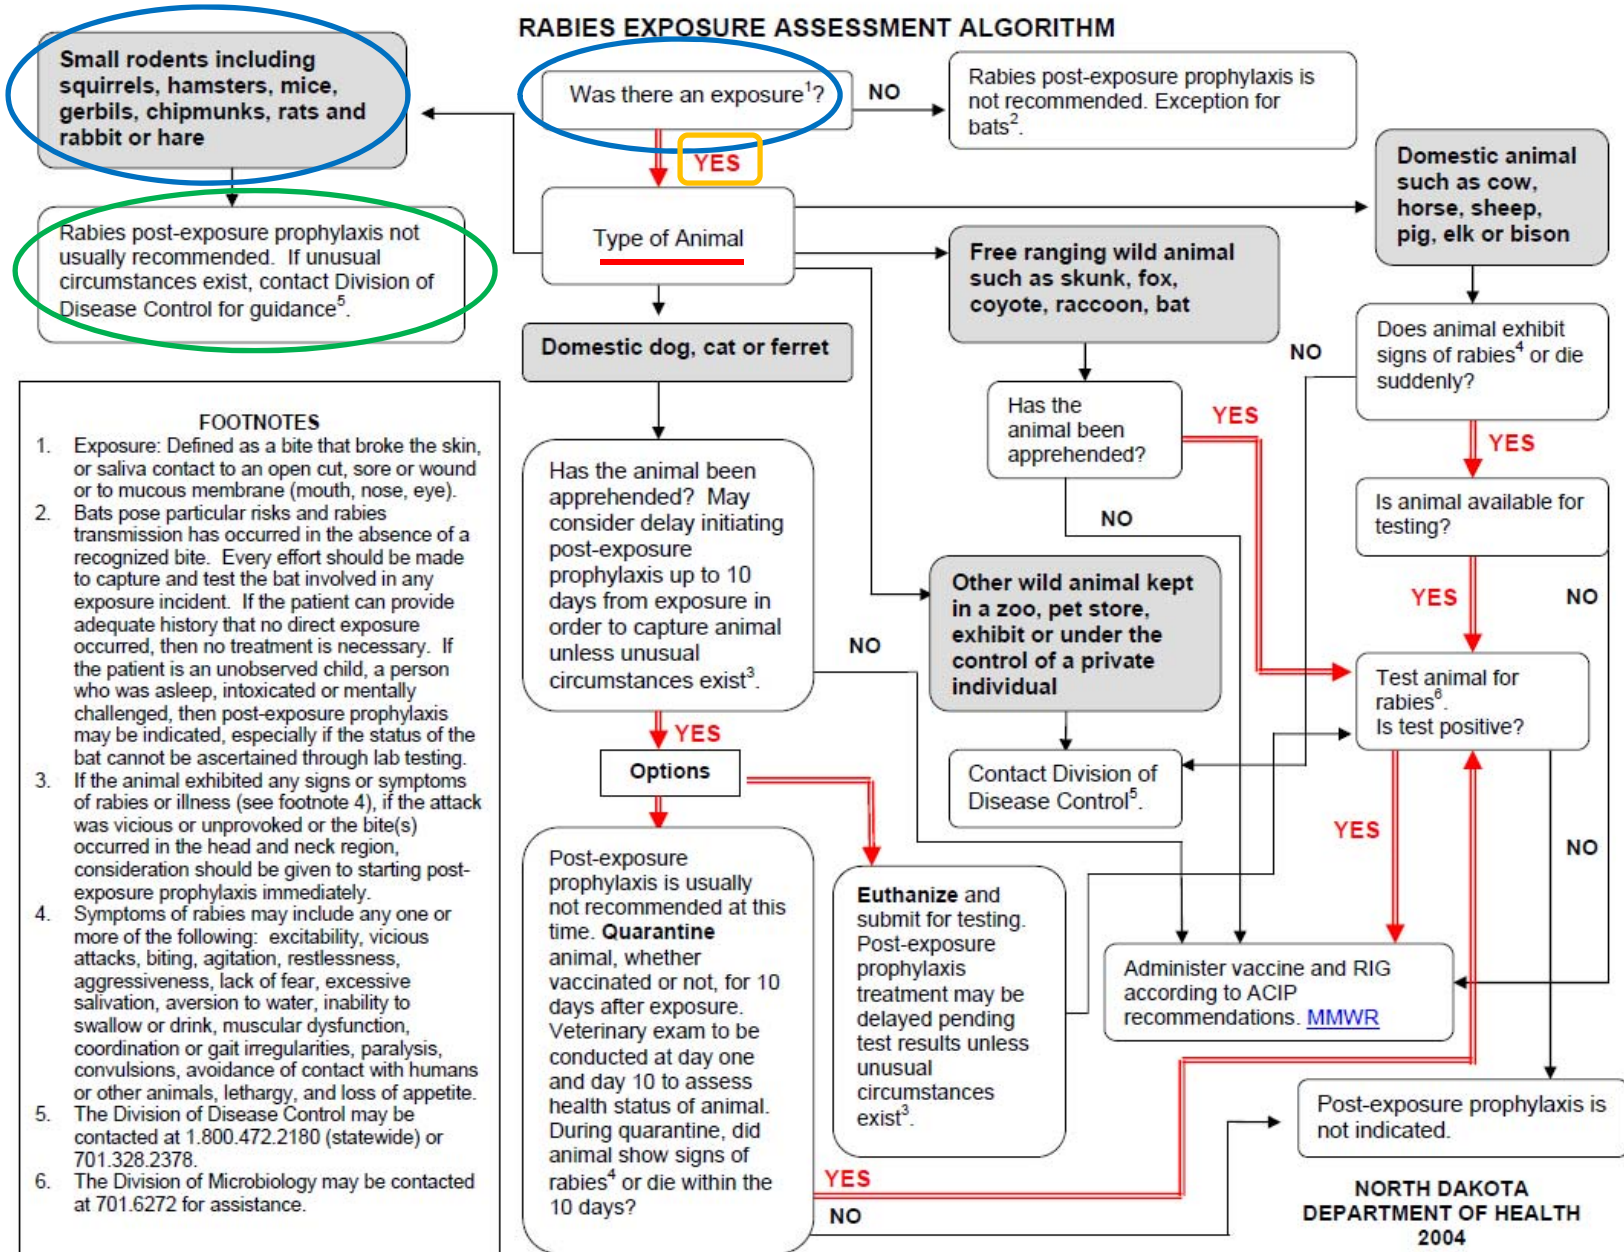 RABIES EXPOSURE ASSESSMENT ALGORITHM
Small rodents including
squirrels, hamsters, mice,
gerbils, chipmunks, rats and
rabbit or hare
Was there an exposure1?
NO
Rabies post-exposure prophylaxis is
not recommended. Exception for
bats2.
YES
Domestic animal
such as cow,
horse, sheep,
pig, elk or bison
Rabies post-exposure prophylaxis not
usually recommended. If unusual
circumstances exist, contact Division of
Disease Control for guidance5.
Type of Animal
Free ranging wild animal
such as skunk, fox,
coyote, raccoon, bat
Domestic dog, cat or ferret
NO
Does animal exhibit
signs of rabies4 or die
suddenly?
Has the
animal been
apprehended?
YES
YES
NO
Is animal available for
testing?
YES
NO
FOOTNOTES
1. Exposure: Defined as a bite that broke the skin,
or saliva contact to an open cut, sore or wound
or to mucous membrane (mouth, nose, eye).
2. Bats pose particular risks and rabies
transmission has occurred in the absence of a
recognized bite. Every effort should be made
to capture and test the bat involved in any
exposure incident. If the patient can provide
adequate history that no direct exposure
occurred, then no treatment is necessary. If
the patient is an unobserved child, a person
who was asleep, intoxicated or mentally
challenged, then post-exposure prophylaxis
may be indicated, especially if the status of the
bat cannot be ascertained through lab testing.
3. If the animal exhibited any signs or symptoms
of rabies or illness (see footnote 4), if the attack
was vicious or unprovoked or the bite(s)
occurred in the head and neck region,
consideration should be given to starting post-
exposure prophylaxis immediately.
4. Symptoms of rabies may include any one or
more of the following: excitability, vicious
attacks, biting, agitation, restlessness,
aggressiveness, lack of fear, excessive
salivation, aversion to water, inability to
swallow or drink, muscular dysfunction,
coordination or gait irregularities, paralysis,
convulsions, avoidance of contact with humans
or other animals, lethargy, and loss of appetite.
5. The Division of Disease Control may be
contacted at 1.800.472.2180 (statewide) or
701.328.2378.
6. The Division of Microbiology may be contacted
at 701.6272 for assistance.
Has the animal been
apprehended? May
consider delay initiating
post-exposure
prophylaxis up to 10
days from exposure in
order to capture animal
unless unusual
circumstances exist3.
NO
YES
Other wild animal kept
in a zoo, pet store,
exhibit or under the
control of a private
individual
Contact Division of
Disease Control5.
Test animal for
rabies6.
Is test positive?
YES
NO
Options
Post-exposure
prophylaxis is usually
not recommended at this
time. Quarantine
animal, whether
vaccinated or not, for 10
days after exposure.
Veterinary exam to be
conducted at day one
and day 10 to assess
health status of animal.
During quarantine, did
animal show signs of
rabies4 or die within the
10 days?
Euthanize and
submit for testing.
Post-exposure
prophylaxis
treatment may be
delayed pending
test results unless
unusual
circumstances
exist3.
Administer vaccine and RIG
according to ACIP
recommendations. MMWR
YES
NO
Post-exposure prophylaxis is
not indicated.
NORTH DAKOTA
DEPARTMENT OF HEALTH
2004